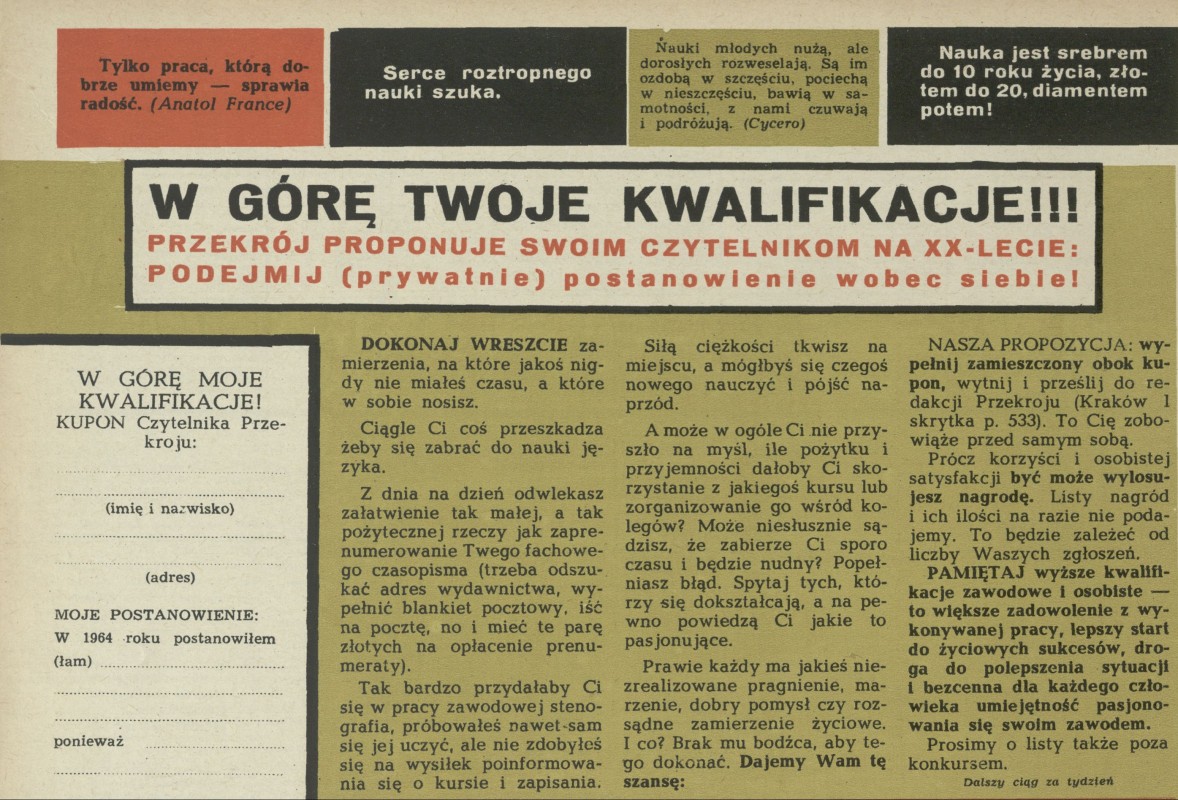 Tylko praca, którą do-
brze umiemy — sprawia
radość. (Anatol France)
Serce roztropnego
nauki szuka.
Nauki młodych nużą, ale
dorosłych rozweselają. Są im
ozdobą w szczęściu, pociechą
w nieszczęściu, bawią w sa-
motności, z nami czuwają
i podróżują. (Cycero)
Nauka jest srebrem
do 10 roku życia, zło-
tem do 20, diamentem
potem!
W GÓRĘ TWOJE KWALIFIKACJE!!!
PRZEKRÓJ PROPONUJE SWOIM CZYTELNIKOM NA XX-LECIE:
PODEJMIJ (prywatnie) postanowienie wobec siebie!
W GÓRĘ MOJE
KWALIFIKACJE!
KUPON Czytelnika Prze-
kroju:
(imię i nazwisko)
(adres)
MOJE POSTANOWIENIE:
W 1964 roku postanowiłem
(łam)
ponieważ
DOKONAJ WRESZCIE za-
mierzenia, na które jakoś nig-
dy nie miałeś czasu, a które
w sobie nosisz.
Ciągle Ci coś przeszkadza
żeby się zabrać do nauki ję-
zyka.
Z dnia na dzień odwlekasz
załatwienie tak małej, a tak
pożytecznej rzeczy jak zapre-
numerowanie Twego fachowe-
go czasopisma (trzeba odszu-
kać adres wydawnictwa, wy-
pełnić blankiet pocztowy, iść
na pocztę, no i mieć te parę
złotych na opłacenie prenu-
meraty).
Tak bardzo przydałaby Ci
się w pracy zawodowej steno-
grafia, próbowałeś nawet sam
się jej uczyć, ale nie zdobyłeś
się na wysiłek poinformowa-
nia się o kursie i zapisania.
Siłą ciężkości tkwisz na
miejscu, a mógłbyś się czegoś
nowego nauczyć i pójść na-
przód.
A może w ogóle Ci nie przy-
szło na myśl, ile pożytku i
przyjemności dałoby Ci sko-
rzystanie z jakiegoś kursu lub
zorganizowanie go wśród ko-
legów? Może niesłusznie są-
dzisz, że zabierze Ci sporo
czasu i będzie nudny? Popeł-
niasz błąd. Spytaj tych, któ-
rzy się dokształcają, a na pe-
wno powiedzą Ci jakie to
pasjonujące.
Prawie każdy ma jakieś nie-
zrealizowane pragnienie, ma-
rzenie, dobry pomysł czy roz-
sądne zamierzenie życiowe.
I co? Brak mu bodźca, aby te-
go dokonać. Dajemy Wam tę
szansę:
NASZA PROPOZYCJA: wy-
pełnij zamieszczony obok ku-
pon, wytnij i prześlij do re-
dakcji Przekroju (Kraków 1
skrytka p. 533). To Cię zobo-
wiąże przed samym sobą.
Prócz korzyści i osobistej
satysfakcji być może wylosu-
jesz nagrodę. Listy nagród
i ich ilości na razie nie poda-
jemy. To będzie zależeć od
liczby Waszych zgłoszeń.
PAMIĘTAJ wyższe kwalifi-
kacje zawodowe i osobiste —
to większe zadowolenie z wy-
konywanej pracy, lepszy start
do życiowych sukcesów, dro-
ga do polepszenia sytuacji
i bezcenna dla każdego czło-
wieka umiejętność pasjono-
wania się swoim zawodem.
Prosimy o listy także poza
konkursem.
Dalszy ciąg za tydzień